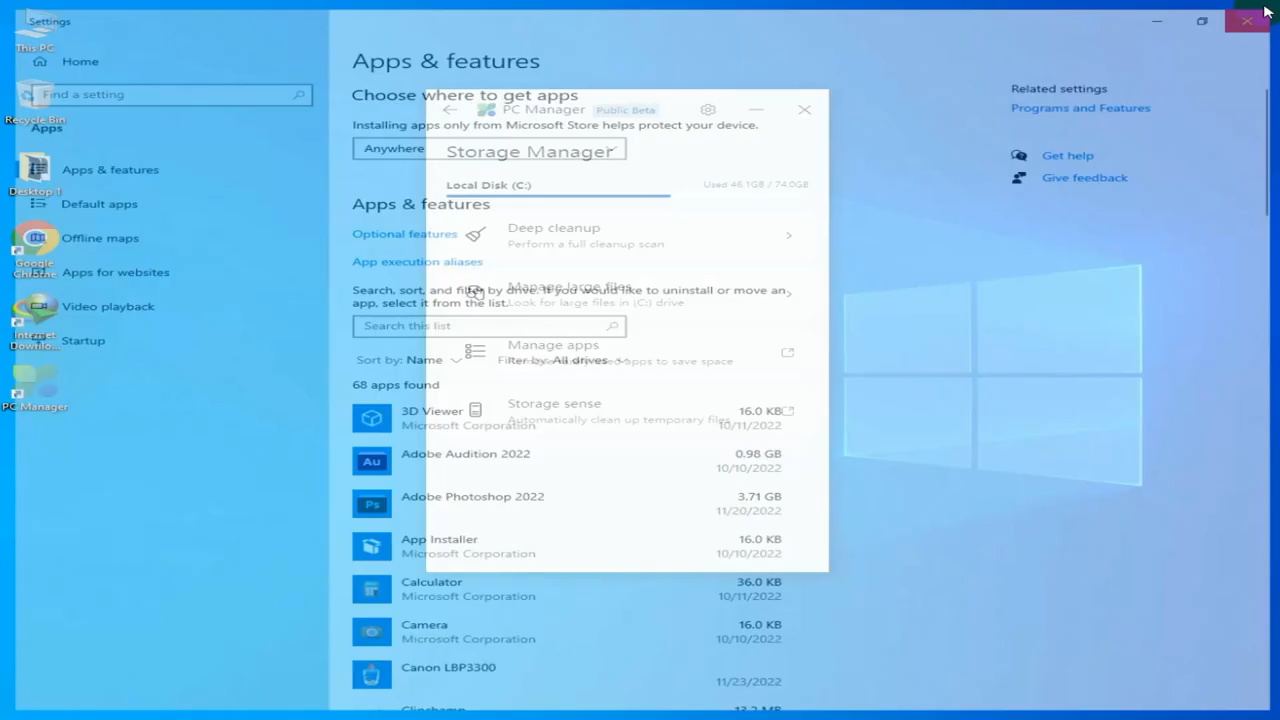 Settings
This PC
Home
Find a setting
Recycle Bin
Apps
Apps & features
Desktop 1
Default apps
Offline maps
Google
Chrome
Apps for websites
Video playback
Internet
Downlo...
Startup
PC Manager
Apps & features
Choose where to get apps
Installing apps only from Microsoft Store helps protect your device.
Anywhere
Apps & features
Optional features
App execution aliases
Search, sort, and filter by drive. If you would like to uninstall or move an
app, select it from the list.
Search this list
Sort by: Name
Filter by: All drives
68 apps found
3D Viewer
16.0 KB
Microsoft Corporation
10/11/2022
Adobe Audition 2022
0.98 GB
10/10/2022
Adobe Photoshop 2022
3.71 GB
11/20/2022
App Installer
16.0 KB
Microsoft Corporation
10/10/2022
Calculator
36.0 KB
Microsoft Corporation
10/11/2022
Camera
16.0 KB
Microsoft Corporation
10/10/2022
Canon LBP3300
11/23/2022
Clipchamp
13.2 MB
PC Manager
Public Beta
Storage Manager
Local Disk (C:)
Used 46.1GB / 74.0GB
Deep cleanup
Perform a full cleanup scan
Manage large files
Look for large files in (C:) drive
Manage apps
apps to save space
Storage sense
Automatically clean up temporary files
Related settings
Programs and Features
Get help
Give feedback